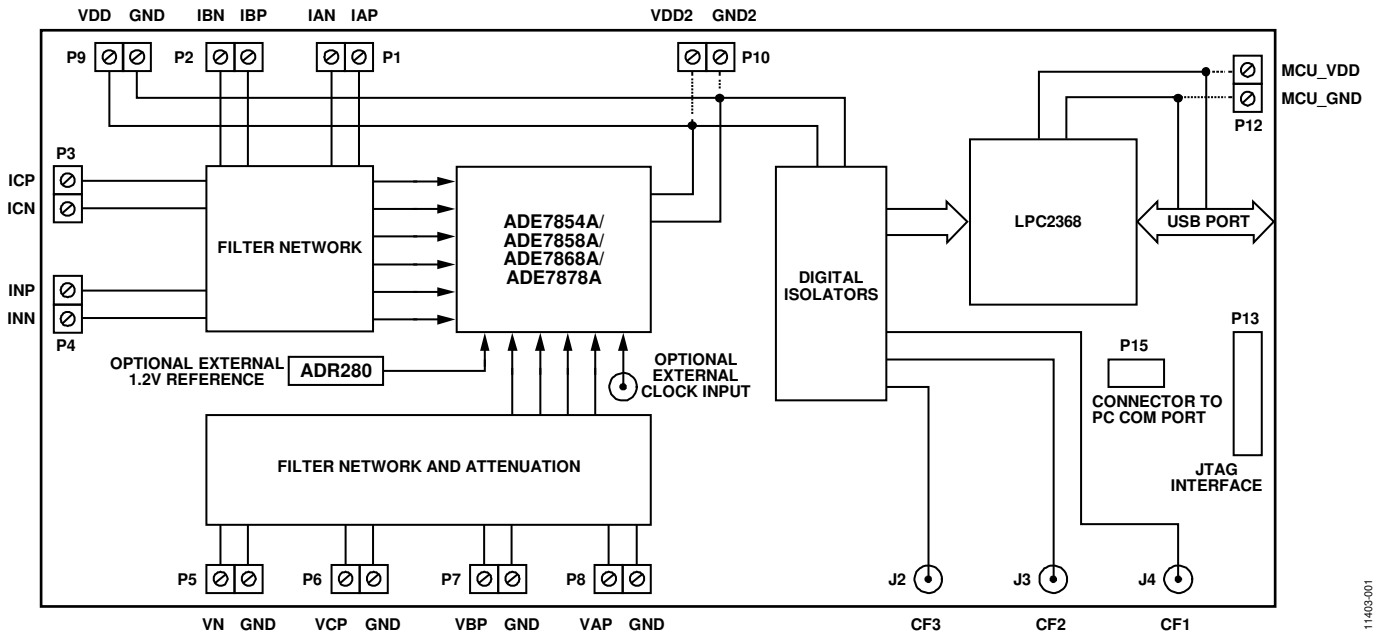 VDD GND IBN IBP IAN IAP VDD2 GND2
P9 P2 P1 P10
MCU_VDD
MCU_GND
P12
P3
ICP
ICN
FILTER NETWORK
ADE7854A/
ADE7858A/
ADE7868A/
ADE7878A
DIGITAL
ISOLATORS
LPC2368
USB PORT
INP
INN
P4
OPTIONAL EXTERNAL
1.2V REFERENCE
ADR280
OPTIONAL
EXTERNAL
CLOCK INPUT
P15
CONNECTOR TO
PC COM PORT
P13
JTAG
INTERFACE
FILTER NETWORK AND ATTENUATION
P5 P6 P7 P8 J2 J3 J4
VN GND VCP GND VBP GND VAP GND CF3 CF2 CF1
11403-001